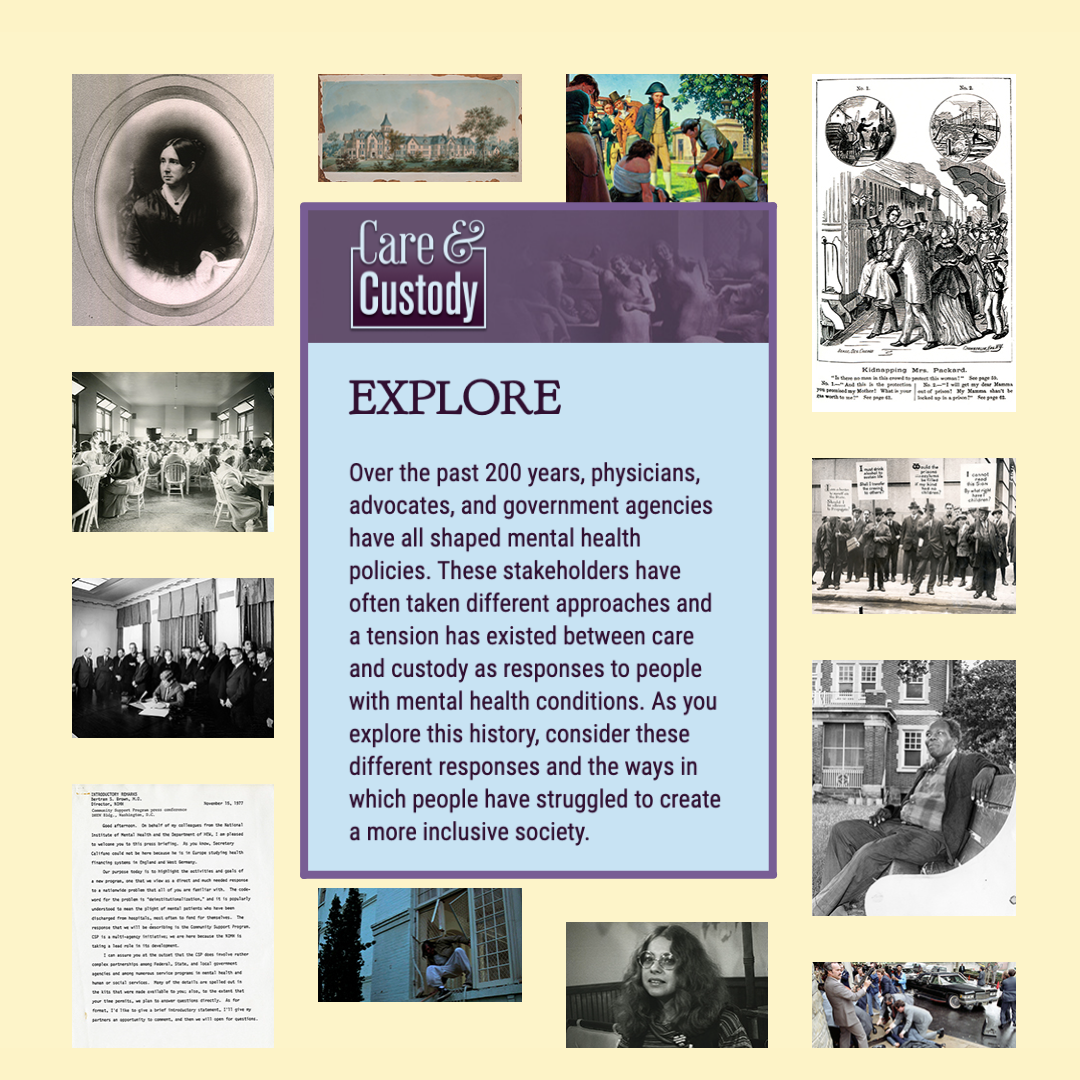 No. 1.
No. 2.
Kidnapping Mrs. Packard.
"Is there no man in this crowd to protect this woman!" See page 59.
No. 1.—"And this is the protection
you promised my Mother! What is your
gas worth to me!" See page 62.
No. 2.—"I will get my dear Mamma
out of prison! My Mamma shan't be
locked up in a prison!" See page 62.
Care &
Custody
EXPLORE
Over the past 200 years, physicians,
advocates, and government agencies
have all shaped mental health
policies. These stakeholders have
often taken different approaches and
a tension has existed between care
and custody as responses to people
with mental health conditions. As you
explore this history, consider these
different responses and the ways in
which people have struggled to create
a more inclusive society.
I cannot
read
this Sign
By what right
have I
children?
INTRODUCTORY REMARKS
Bertram S. Brown, M.D.
Director, NIMH
November 15, 1977
Community Support Program press conference
Washington, D.C.
Good afternoon. On behalf of my colleagues from the National
Institute of Mental Health and the Department of HEW, I am pleased
to welcome you to this press briefing. As you know, Secretary
Califano could not be here because he is in Europe studying health
financing systems in England and West Germany.
Our purpose today is to highlight the activities and goals of
a new program, one that we view as a direct and much needed response
to a nationwide problem that all of you are familiar with. The code-
word for the problem is "deinstitutionalization," and it is popularly
understood to mean the plight of mental patients who have been
discharged from hospitals, most often to fend for themselves. The
response that we will be describing is the Community Support Program.
CSP is a multi-agency initiative; we are here because the NIMH is
taking a lead role in its development.
I can assure you at the outset that the CSP does involve rather
complex partnerships among Federal, State, and local government
agencies and among numerous service programs in mental health and
human or social services. Many of the details are spelled out in
the kits that were made available to you; also, to the extent that
your time permits, we plan to answer questions directly. As for
format, I'd like to give a brief introductory statement, I'll give my
partners an opportunity to comment, and then we will open for questions.